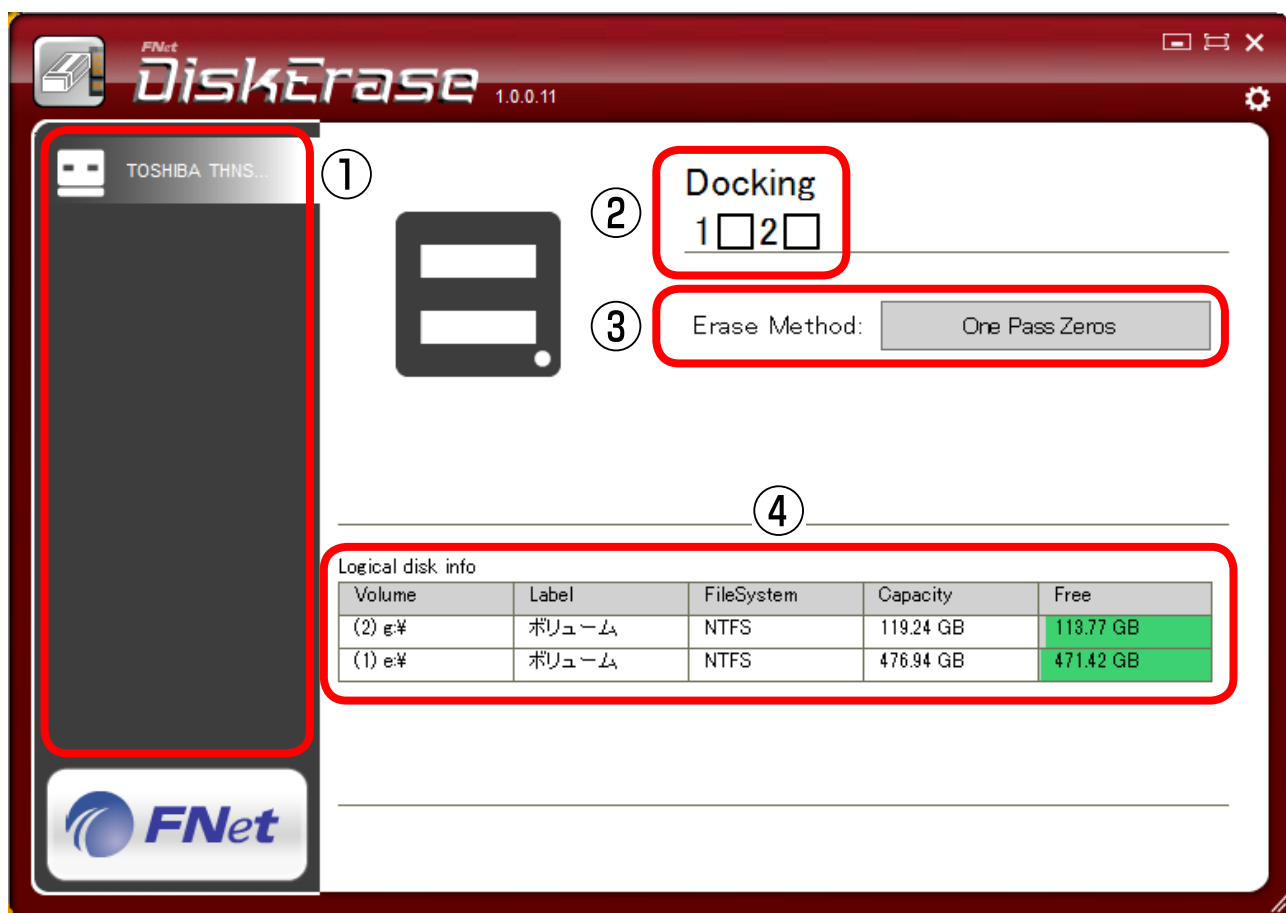 FNet
DiskErase 1.0.0.11
TOSHIBA THNS...
①
②
Docking
1 2
③
Erase Method: One Pass Zeros
④
Logical disk info
Volume Label FileSystem Capacity Free
(2) g:¥ ボリューム NTFS 119.24 GB 113.77 GB
(1) e:¥ ボリューム NTFS 476.94 GB 471.42 GB
FNet